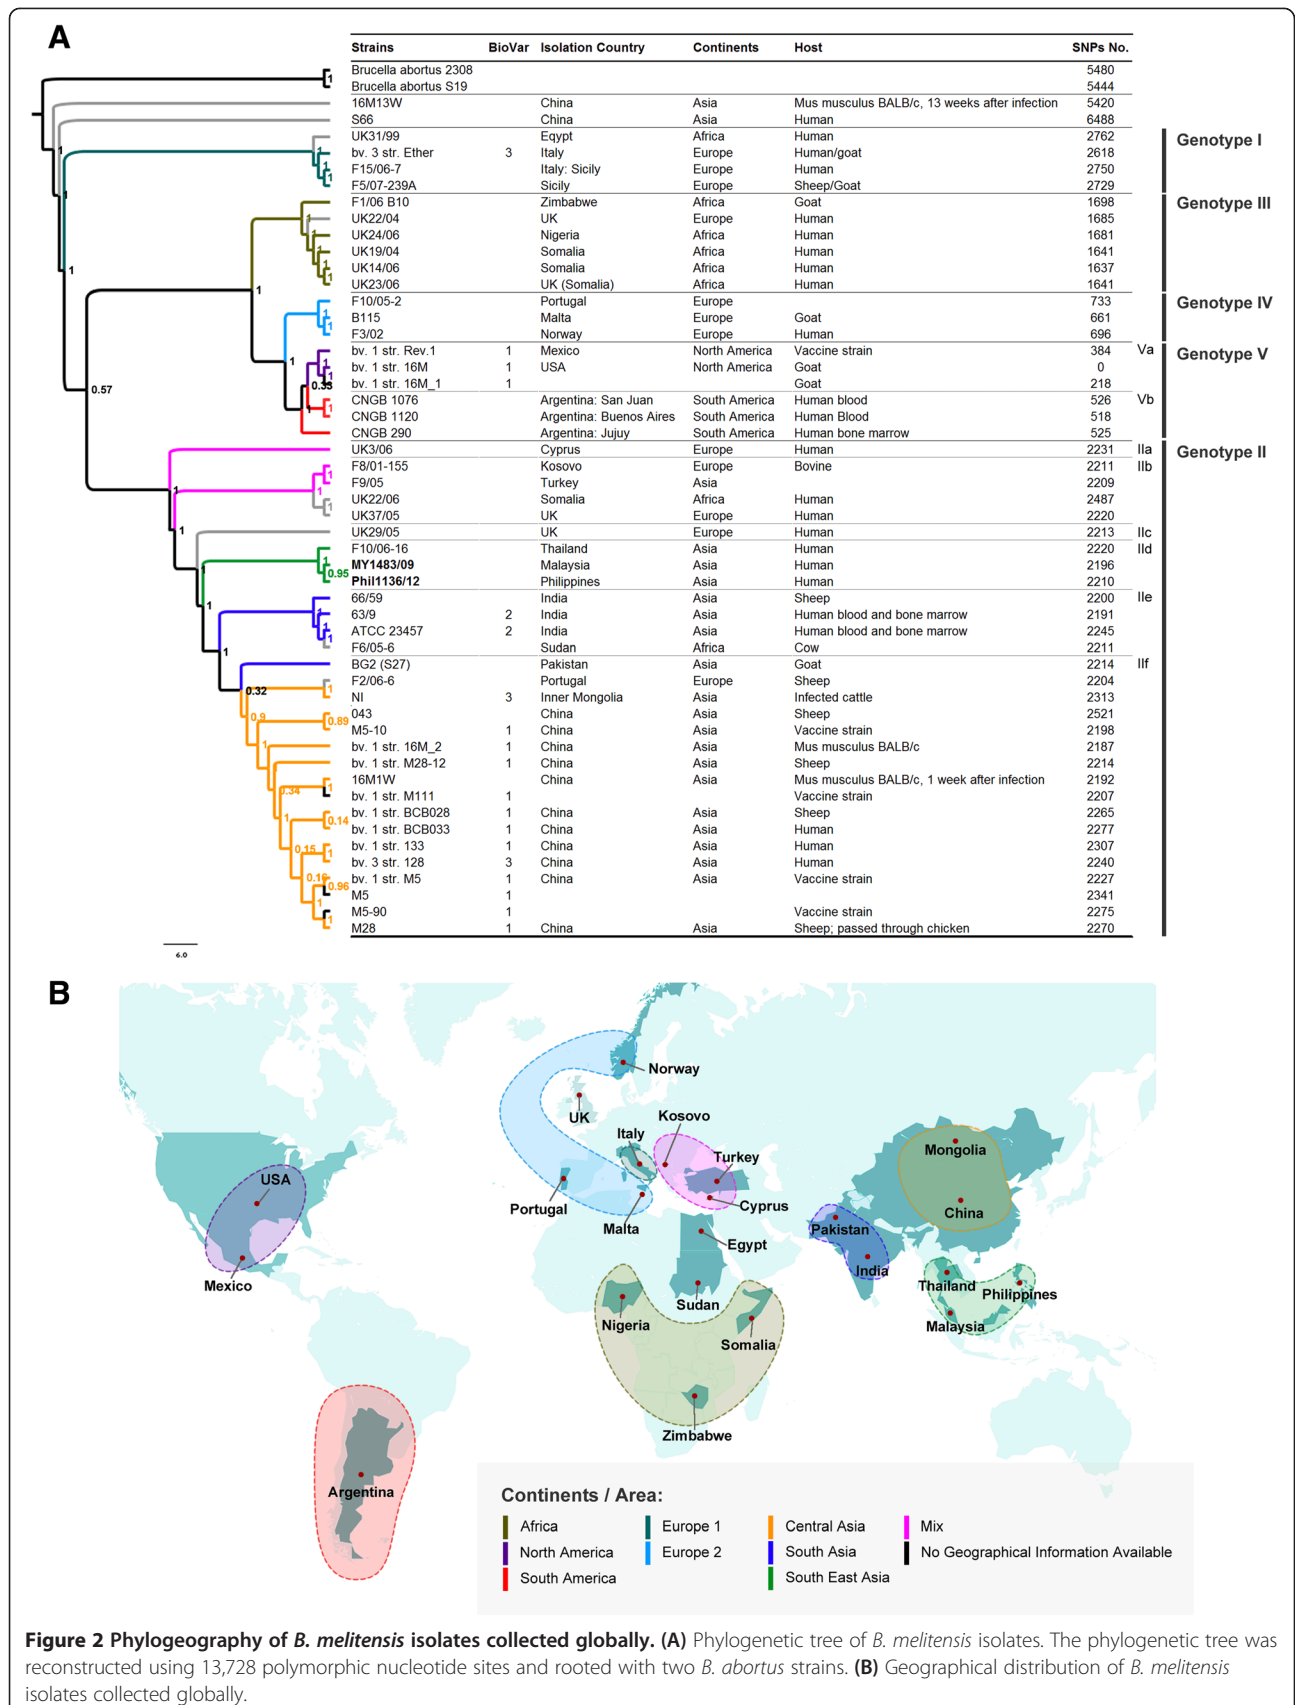 A
Strains BioVar Isolation Country Continents Host SNPs No.
Brucella abortus 2308 5480
Brucella abortus S19 5444
16M13W China Asia Mus musculus BALB/c, 13 weeks after infection 5420
S66 China Asia Human 6488
UK31/99 Eqypt Africa Human 2762
Genotype I
bv. 3 str. Ether 3 Italy Europe Human/goat 2618
F15/06-7 Italy: Sicily Europe Human 2750
F5/07-239A Sicily Europe Sheep/Goat 2729
F1/06 B10 Zimbabwe Africa Goat 1698
Genotype III
UK22/04 UK Europe Human 1685
UK24/06 Nigeria Africa Human 1681
UK19/04 Somalia Africa Human 1641
UK14/06 Somalia Africa Human 1637
UK23/06 UK (Somalia) Africa Human 1641
F10/05-2 Portugal Europe 733
Genotype IV
B115 Malta Europe Goat 661
F3/02 Norway Europe Human 696
bv. 1 str. Rev.1 1 Mexico North America Vaccine strain 384 Va
Genotype V
bv. 1 str. 16M 1 USA North America Goat 0
bv. 1 str. 16M_1 1 Goat 218
CNGB 1076 Argentina: San Juan South America Human blood 526 Vb
CNGB 1120 Argentina: Buenos Aires South America Human Blood 518
CNGB 290 Argentina: Jujuy South America Human bone marrow 525
UK3/06 Cyprus Europe Human 2231 IIa
Genotype II
F8/01-155 Kosovo Europe Bovine 2211 IIb
F9/05 Turkey Asia 2209
UK22/06 Somalia Africa Human 2487
UK37/05 UK Europe Human 2220
UK29/05 UK Europe Human 2213 IIc
F10/06-16 Thailand Asia Human 2220 IId
MY1483/09 Malaysia Asia Human 2196
Phil1136/12 Philippines Asia Human 2210
66/59 India Asia Sheep 2200 IIe
63/9 2 India Asia Human blood and bone marrow 2191
ATCC 23457 2 India Asia Human blood and bone marrow 2245
F6/05-6 Sudan Africa Cow 2211
BG2 (S27) Pakistan Asia Goat 2214 IIf
F2/06-6 Portugal Europe Sheep 2204
NI 3 Inner Mongolia Asia Infected cattle 2313
043 China Asia Sheep 2521
M5-10 1 China Asia Vaccine strain 2198
bv. 1 str. 16M_2 1 China Asia Mus musculus BALB/c 2187
bv. 1 str. M28-12 1 China Asia Sheep 2214
16M1W China Asia Mus musculus BALB/c, 1 week after infection 2192
bv. 1 str. M111 1 Vaccine strain 2207
bv. 1 str. BCB028 1 China Asia Sheep 2265
bv. 1 str. BCB033 1 China Asia Human 2277
bv. 1 str. 133 1 China Asia Human 2307
bv. 3 str. 128 3 China Asia Human 2240
bv. 1 str. M5 1 China Asia Vaccine strain 2227
M5 1 2341
M5-90 1 Vaccine strain 2275
M28 1 China Asia Sheep; passed through chicken 2270
0.57
0.33
0.95
0.32
0.9
0.89
0.34
0.14
0.15
0.96
6.0
B
Norway
UK
Kosovo
Italy
Turkey
Portugal
Malta
Cyprus
Egypt
USA
Mexico
Mongolia
China
Pakistan
India
Thailand
Philippines
Malaysia
Sudan
Nigeria
Somalia
Zimbabwe
Argentina
Continents / Area:
Africa Europe 1 Central Asia Mix
North America Europe 2 South Asia No Geographical Information Available
South America South East Asia
Figure 2 Phylogeography of B. melitensis isolates collected globally. (A) Phylogenetic tree of B. melitensis isolates. The phylogenetic tree was
reconstructed using 13,728 polymorphic nucleotide sites and rooted with two B. abortus strains. (B) Geographical distribution of B. melitensis
isolates collected globally.